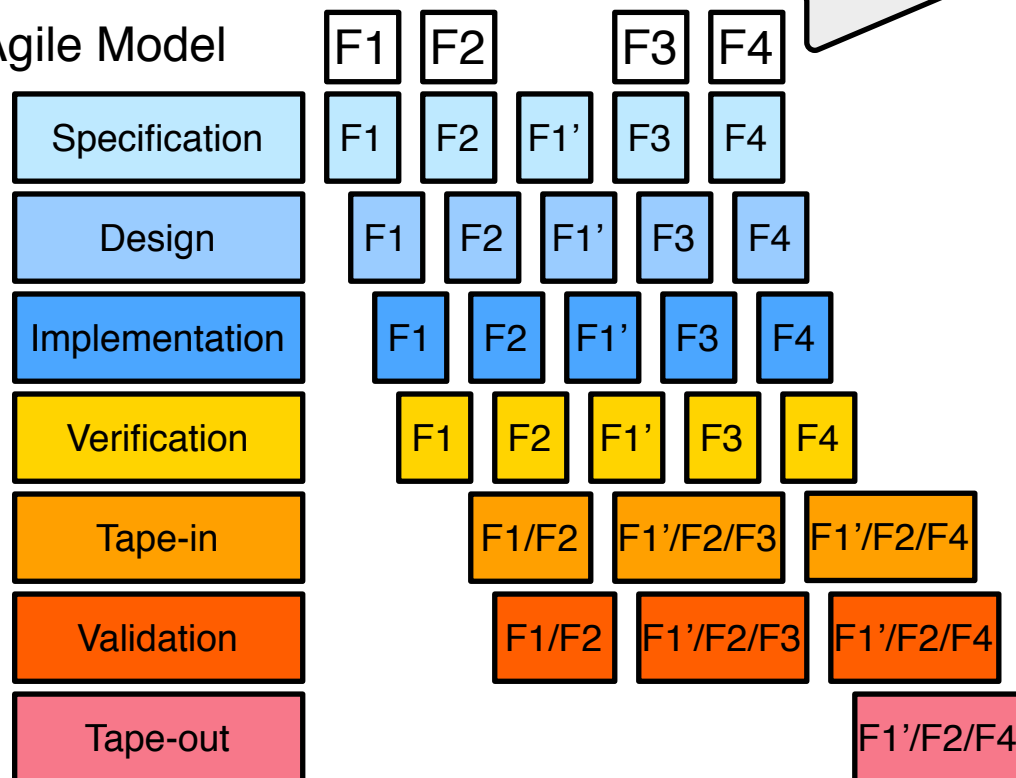 Agile Model F1 F2 F3 F4
Specification F1 F2 F1’ F3 F4
Design F1 F2 F1’ F3 F4
Implementation F1 F2 F1’ F3 F4
Verification F1 F2 F1’ F3 F4
Tape-in F1/F2 F1’/F2/F3 F1’/F2/F4
Validation F1/F2 F1’/F2/F3 F1’/F2/F4
Tape-out F1’/F2/F4